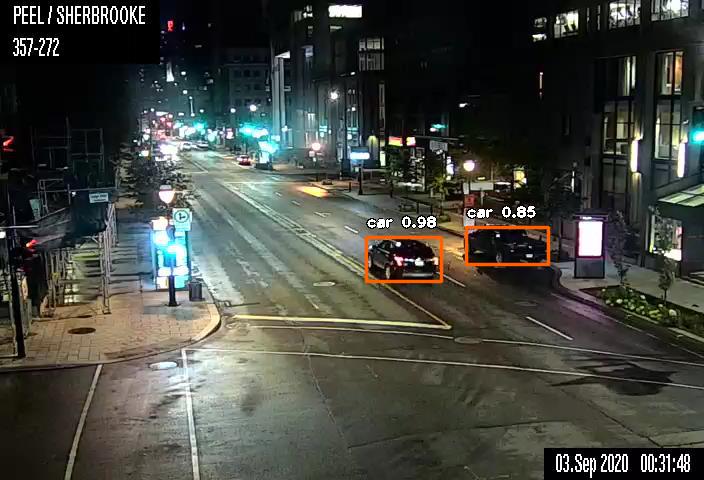 PEEL / SHERBROOKE
357-272
car 0.85
car 0.98
03.Sep 2020 00:31:48